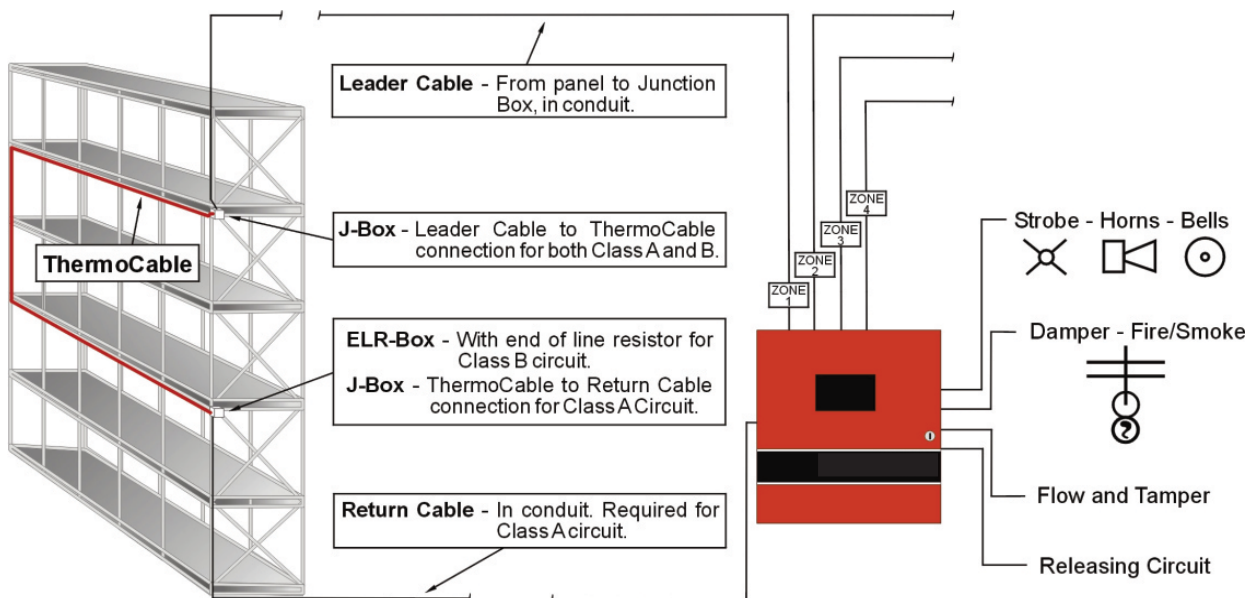 Leader Cable - From panel to Junction
Box, in conduit.
ThermoCable
J-Box - Leader Cable to ThermoCable
connection for both Class A and B.
ELR-Box - With end of line resistor for
Class B circuit.
J-Box - ThermoCable to Return Cable
connection for Class A Circuit.
Return Cable - In conduit. Required for
Class A circuit.
ZONE
4
ZONE
3
ZONE
2
ZONE
1
Strobe - Horns - Bells
Damper - Fire/Smoke
Flow and Tamper
Releasing Circuit